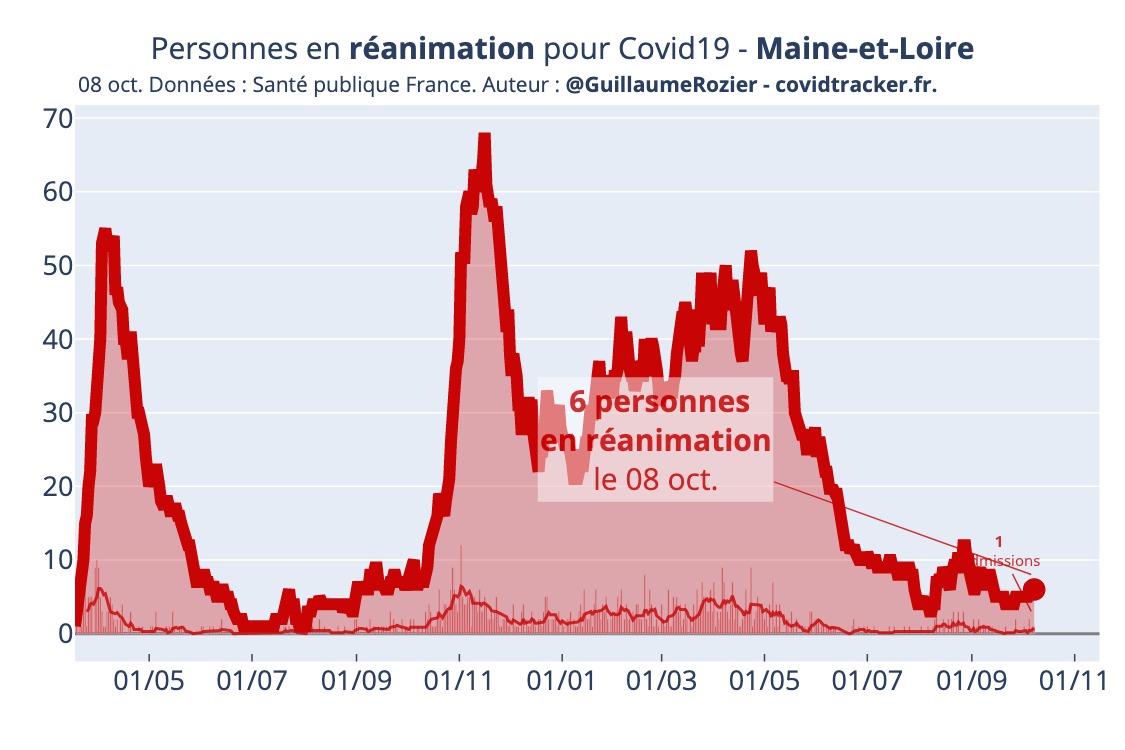 Personnes en réanimation pour Covid19 - Maine-et-Loire
08 oct. Données : Santé publique France. Auteur : @GuillaumeRozier - covidtracker.fr.
70
60
50
40
30
20
10
0
6 personnes
en réanimation
le 08 oct.
1
dmissions
01/05 01/07 01/09 01/11 01/01 01/03 01/05 01/07 01/09 01/11